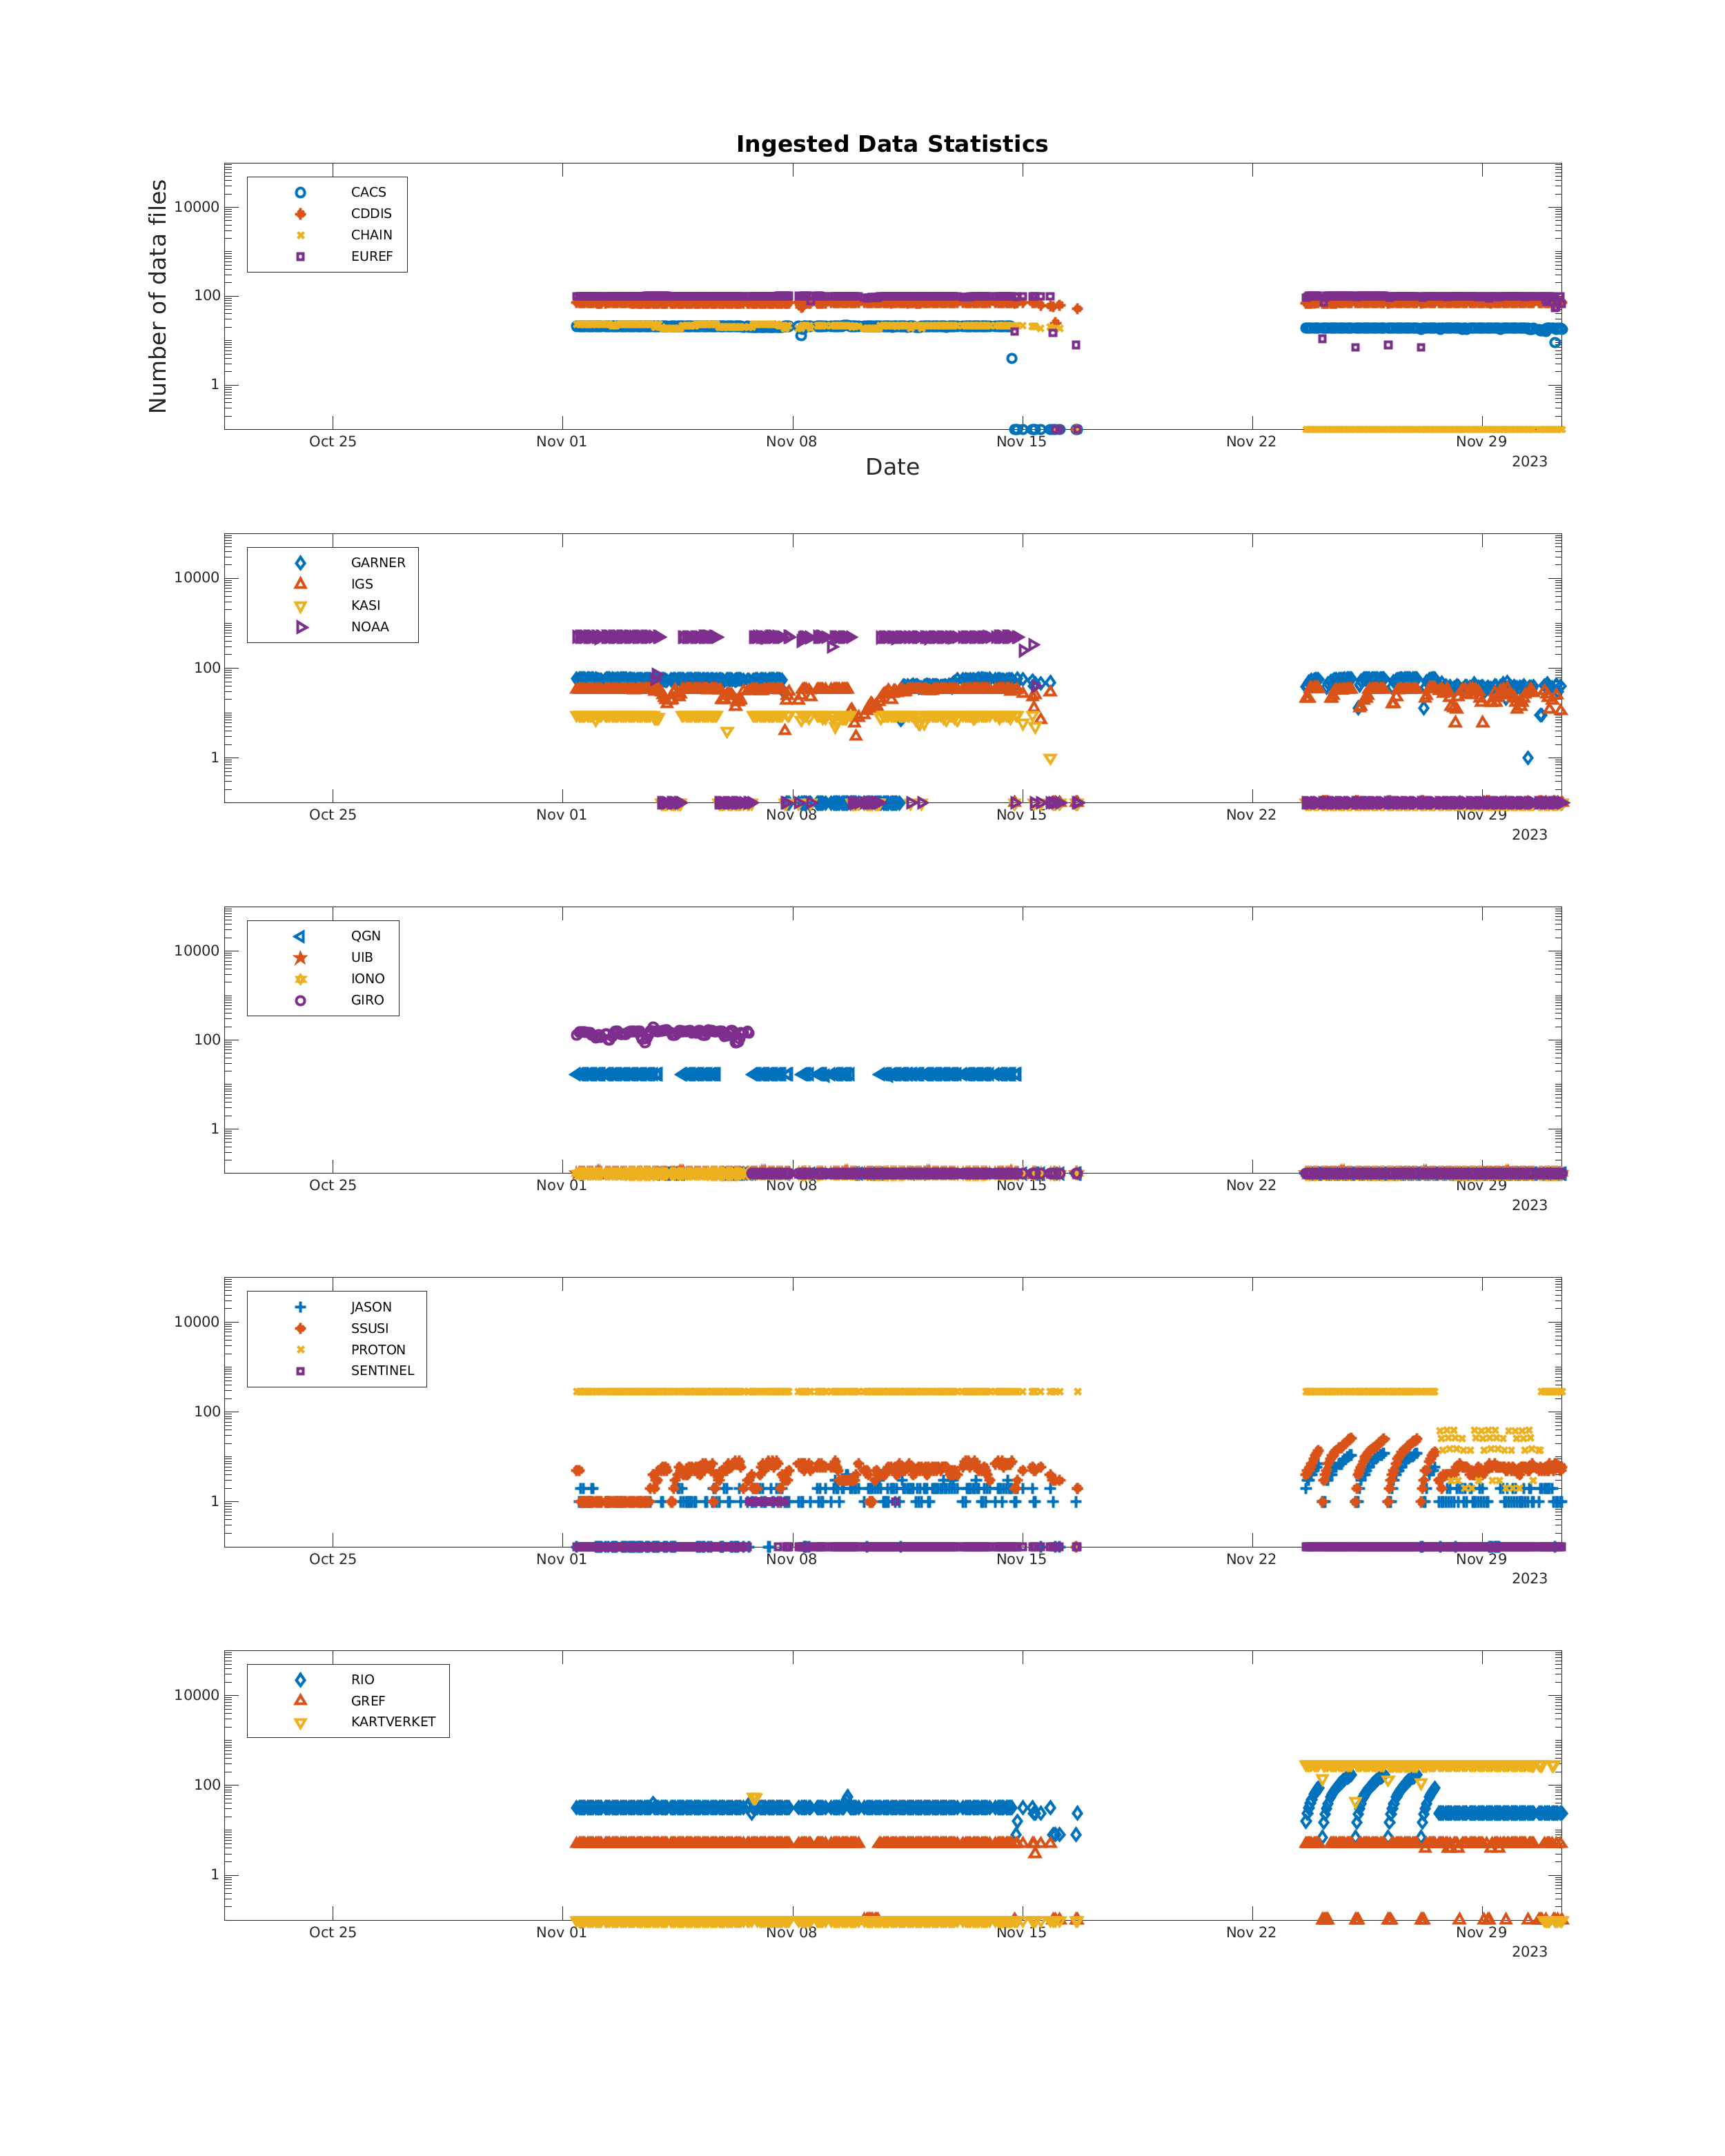 Ingested Data Statistics
Number of data files
CACS
CDDIS
CHAIN
EUREF
10000
100
1
Oct 25 Nov 01 Nov 08 Nov 15 Nov 22 Nov 29
2023
Date
GARNER
IGS
KASI
NOAA
10000
100
1
Oct 25 Nov 01 Nov 08 Nov 15 Nov 22 Nov 29
2023
QGN
UIB
IONO
GIRO
10000
100
1
Oct 25 Nov 01 Nov 08 Nov 15 Nov 22 Nov 29
2023
JASON
SSUSI
PROTON
SENTINEL
10000
100
1
Oct 25 Nov 01 Nov 08 Nov 15 Nov 22 Nov 29
2023
RIO
GREF
KARTVERKET
10000
100
1
Oct 25 Nov 01 Nov 08 Nov 15 Nov 22 Nov 29
2023